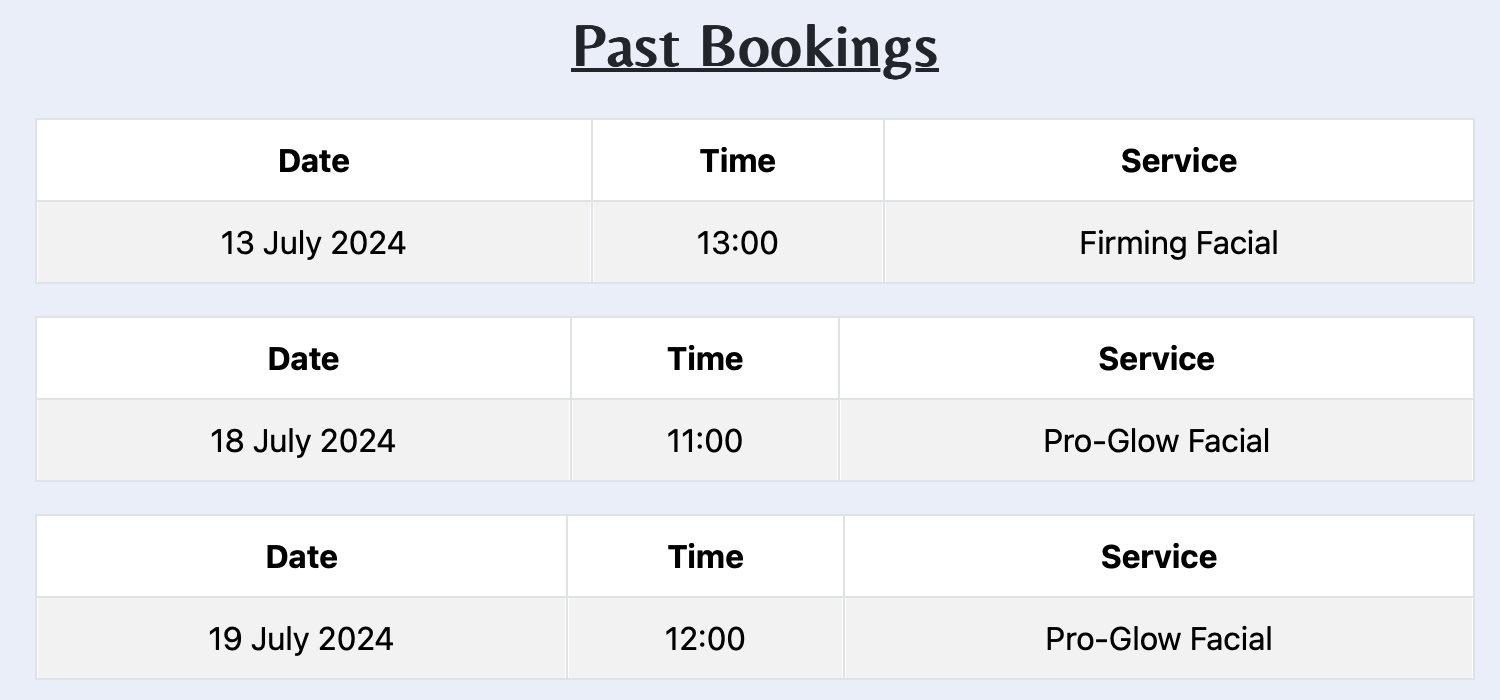 Past Bookings
Date Time Service
13 July 2024 13:00 Firming Facial
Date Time Service
18 July 2024 11:00 Pro-Glow Facial
Date Time Service
19 July 2024 12:00 Pro-Glow Facial